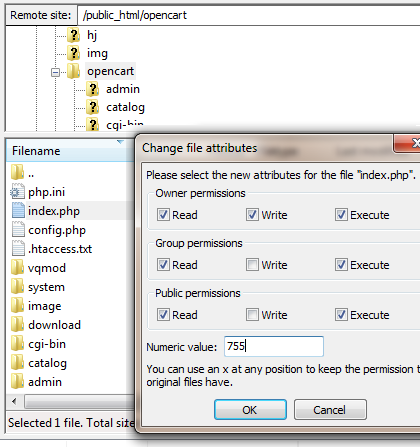 Remote site: /public_html/opencart
hj
img
opencart
admin
catalog
cgi-bin
Filename
..
php.ini
index.php
config.php
.htaccess.txt
vqmod
system
image
download
cgi-bin
catalog
admin
Selected 1 file. Total size
Change file attributes
Please select the new attributes for the file "index.php".
Owner permissions
Read Write Execute
Group permissions
Read Write Execute
Public permissions
Read Write Execute
Numeric value: 755
You can use an x at any position to keep the permission t
original files have.
OK Cancel